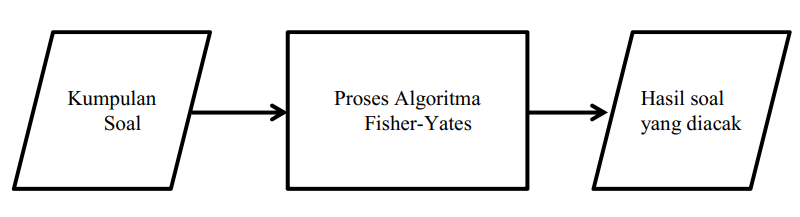 Kumpulan
Soal
Proses Algoritma
Fisher-Yates
Hasil soal
yang diacak